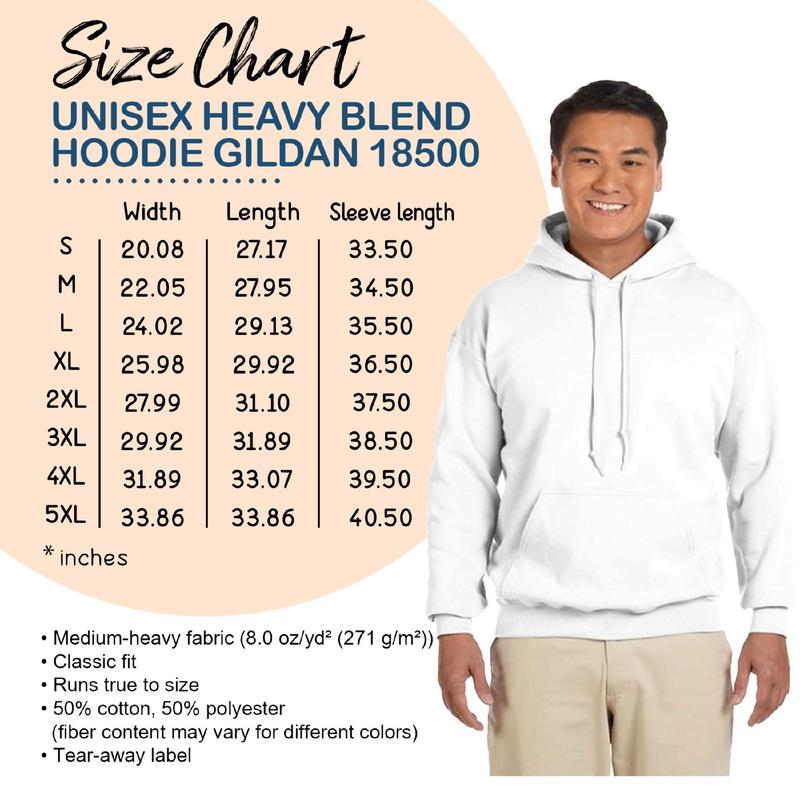 Size Chart
UNISEX HEAVY BLEND
HOODIE GILDAN 18500
Width Length Sleeve length
S 20.08 27.17 33.50
M 22.05 27.95 34.50
L 24.02 29.13 35.50
XL 25.98 29.92 36.50
2XL 27.99 31.10 37.50
3XL 29.92 31.89 38.50
4XL 31.89 33.07 39.50
5XL 33.86 33.86 40.50
* inches
• Medium-heavy fabric (8.0 oz/yd² (271 g/m²))
• Classic fit
• Runs true to size
• 50% cotton, 50% polyester
(fiber content may vary for different colors)
• Tear-away label